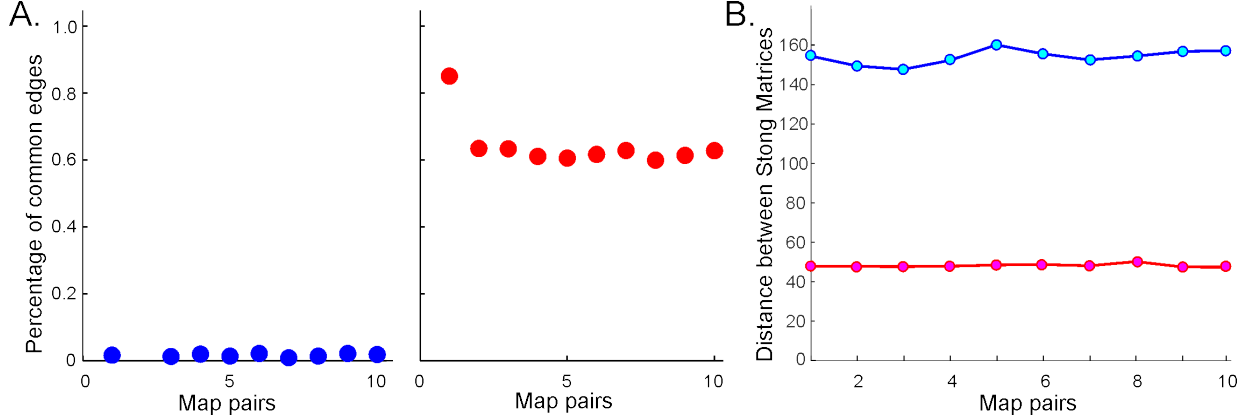 A.
Percentage of common edges
1.0
0.8
0.6
0.4
0.2
0
0 5 10
Map pairs
0 5 10
Map pairs
B.
Distance between Stong Matrices
160
140
120
100
80
60
40
20
0
2 4 6 8 10
Map pairs